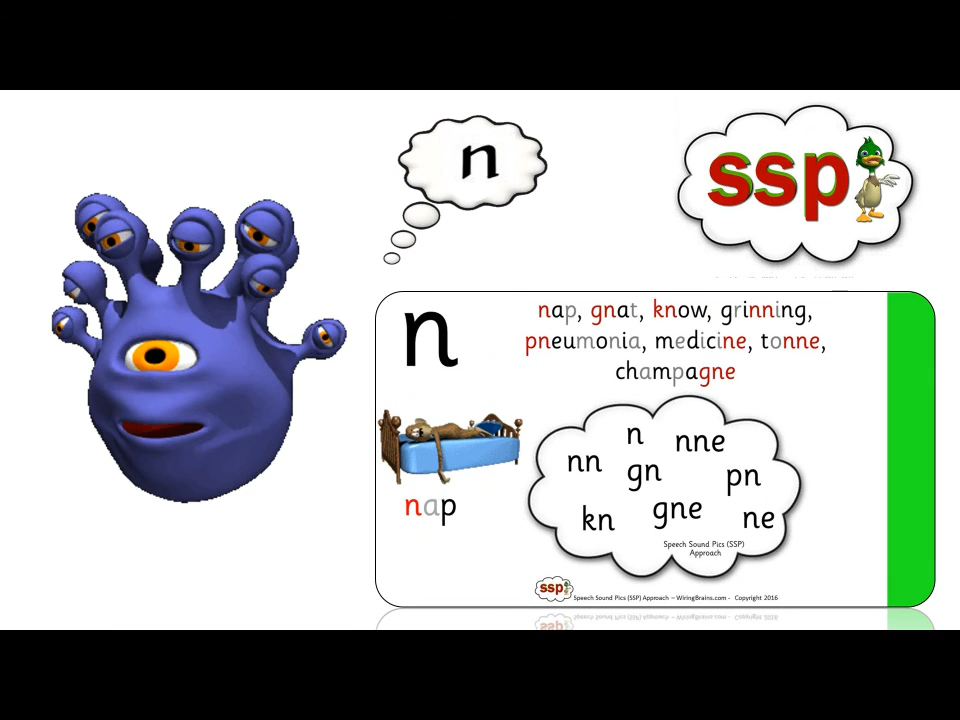 n
ssp
n
nap, gnat, know, grinning,
pneumonia, medicine, tonne,
champagne
n
nne
nn
gn
pn
gne
kn
ne
nap
Speech Sound Pics (SSP)
Approach
ssp
Speech Sound Pics (SSP) Approach – WiringBrains.com - Copyright 2016